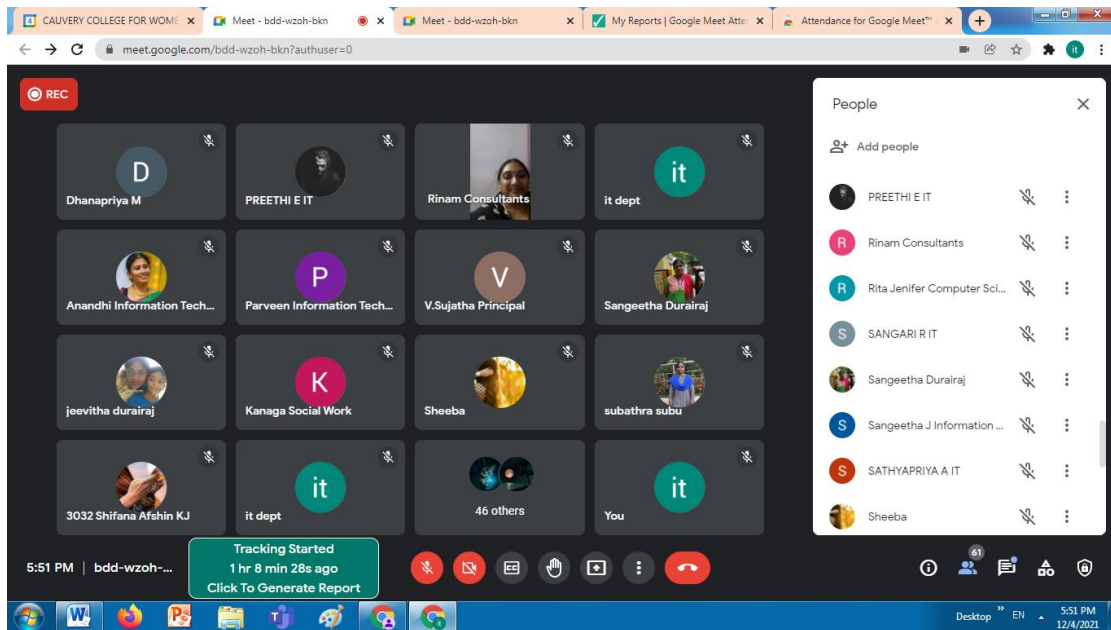 4 CAUVERY COLLEGE FOR WOME
Meet - bdd-wzoh-bkn
Meet - bdd-wzoh-bkn
My Reports | Google Meet Atte
Attendance for Google Meet™
meet.google.com/bdd-wzoh-bkn?authuser=0
it
REC
D
Dhanapriya M
PREETHI E IT
Rinam Consultants
it
it dept
Anandhi Information Tech...
P
Parveen Information Tech...
V
V.Sujatha Principal
Sangeetha Durairaj
jeevitha durairaj
K
Kanaga Social Work
Sheeba
subathra subu
3032 Shifana Afshin KJ
it
it dept
46 others
it
You
People
Add people
PREETHI E IT
R Rinam Consultants
R Rita Jenifer Computer Sci...
S SANGARI R IT
Sangeetha Durairaj
S Sangeetha J Information ...
S SATHYAPRIYA A IT
Sheeba
5:51 PM | bdd-wzoh-...
Tracking Started
1 hr 8 min 28s ago
Click To Generate Report
61
Desktop » EN 5:51 PM
12/4/2021